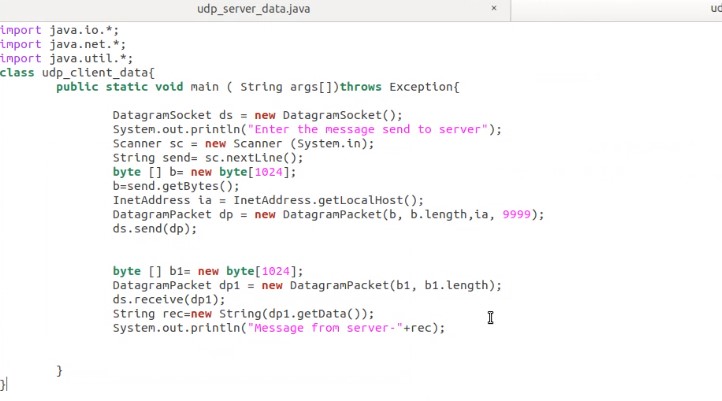 udp_server_data.java × ud
import java.io.*;
import java.net.*;
import java.util.*;
class udp_client_data{
public static void main ( String args[])throws Exception{
DatagramSocket ds = new DatagramSocket();
System.out.println("Enter the message send to server");
Scanner sc = new Scanner (System.in);
String send= sc.nextLine();
byte [] b= new byte[1024];
b=send.getBytes();
InetAddress ia = InetAddress.getLocalHost();
DatagramPacket dp = new DatagramPacket(b, b.length,ia, 9999);
ds.send(dp);
byte [] b1= new byte[1024];
DatagramPacket dp1 = new DatagramPacket(b1, b1.length);
ds.receive(dp1);
String rec=new String(dp1.getData());
System.out.println("Message from server-"+rec);
}
}